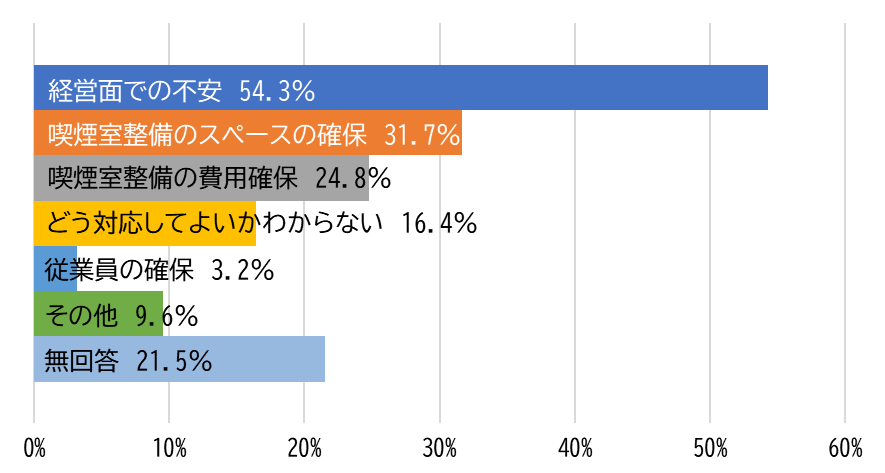 経営面での不安 54.3%
喫煙室整備のスペースの確保 31.7%
喫煙室整備の費用確保 24.8%
どう対応してよいかわからない 16.4%
従業員の確保 3.2%
その他 9.6%
無回答 21.5%
0% 10% 20% 30% 40% 50% 60%